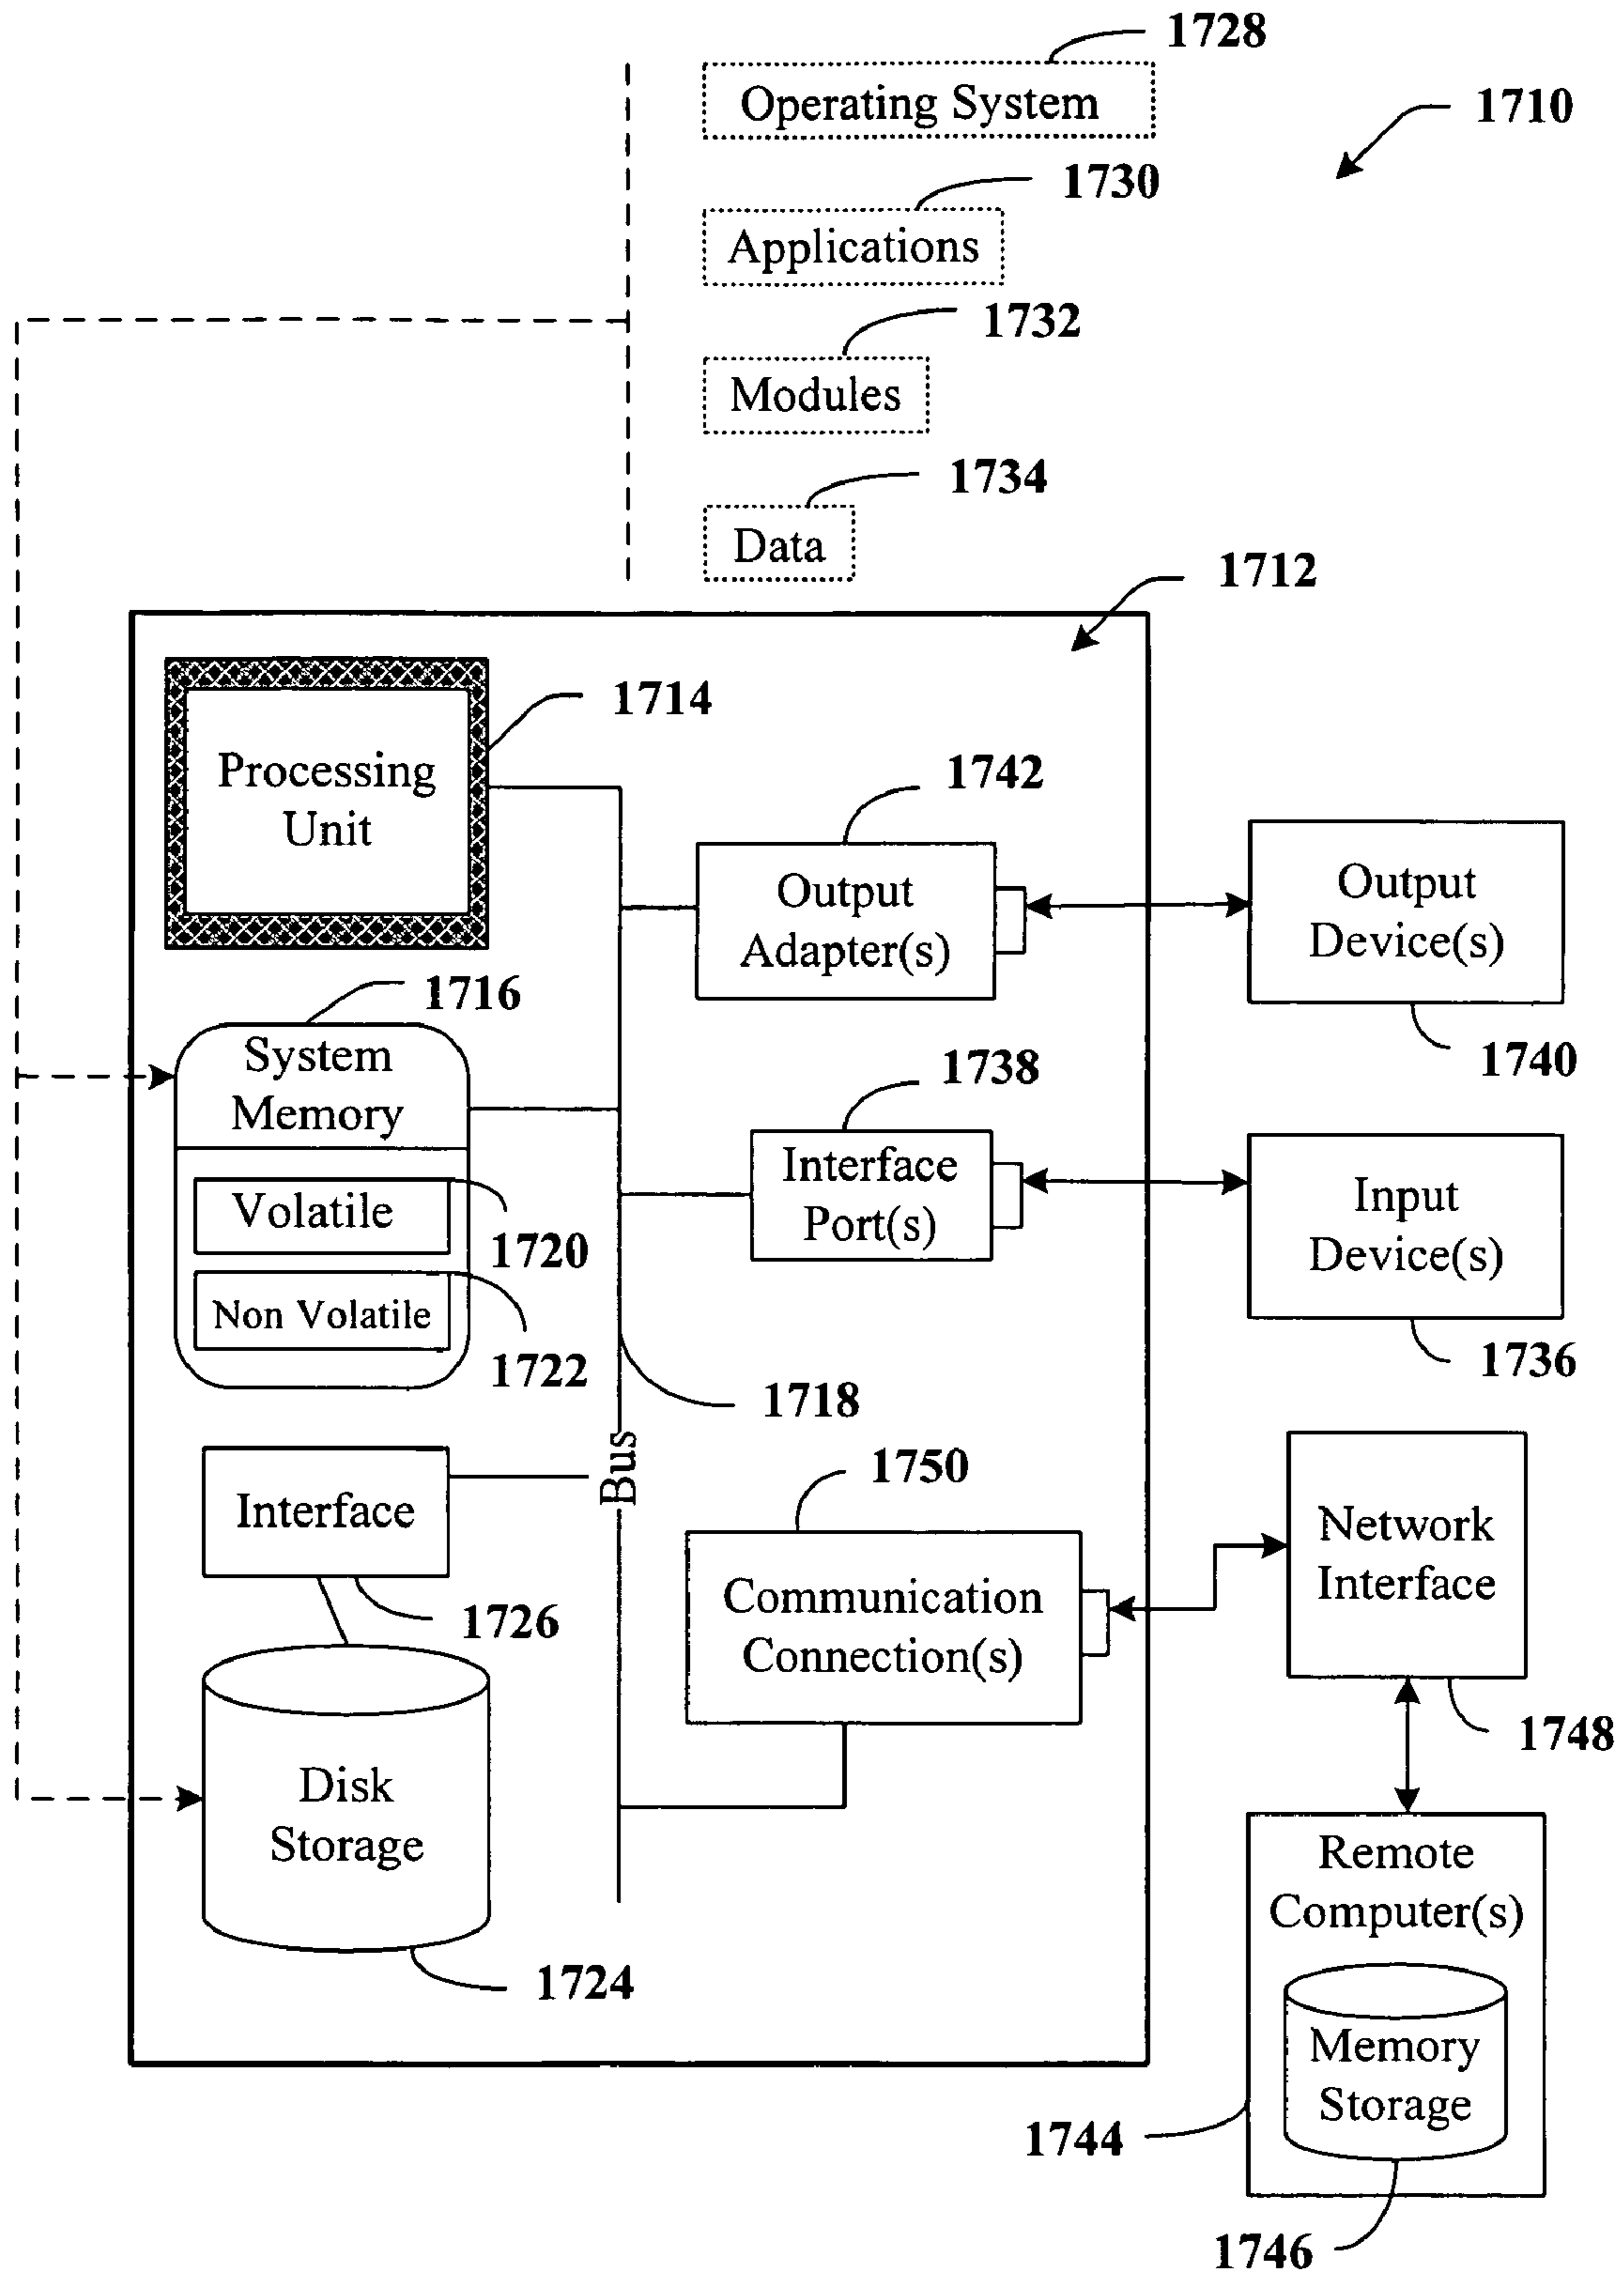 1728
Operating System
1710
1730
Applications
1732
Modules
1734
Data
1712
1714
Processing
Unit
1742
Output
Adapter(s)
Output
Device(s)
1740
1716
System
Memory
1738
Interface
Port(s)
Input
Device(s)
1736
Volatile
1720
Non Volatile
1722
1718
Bus
Interface
1726
1750
Communication
Connection(s)
Network
Interface
1748
Disk
Storage
1724
Remote
Computer(s)
Memory
Storage
1744
1746